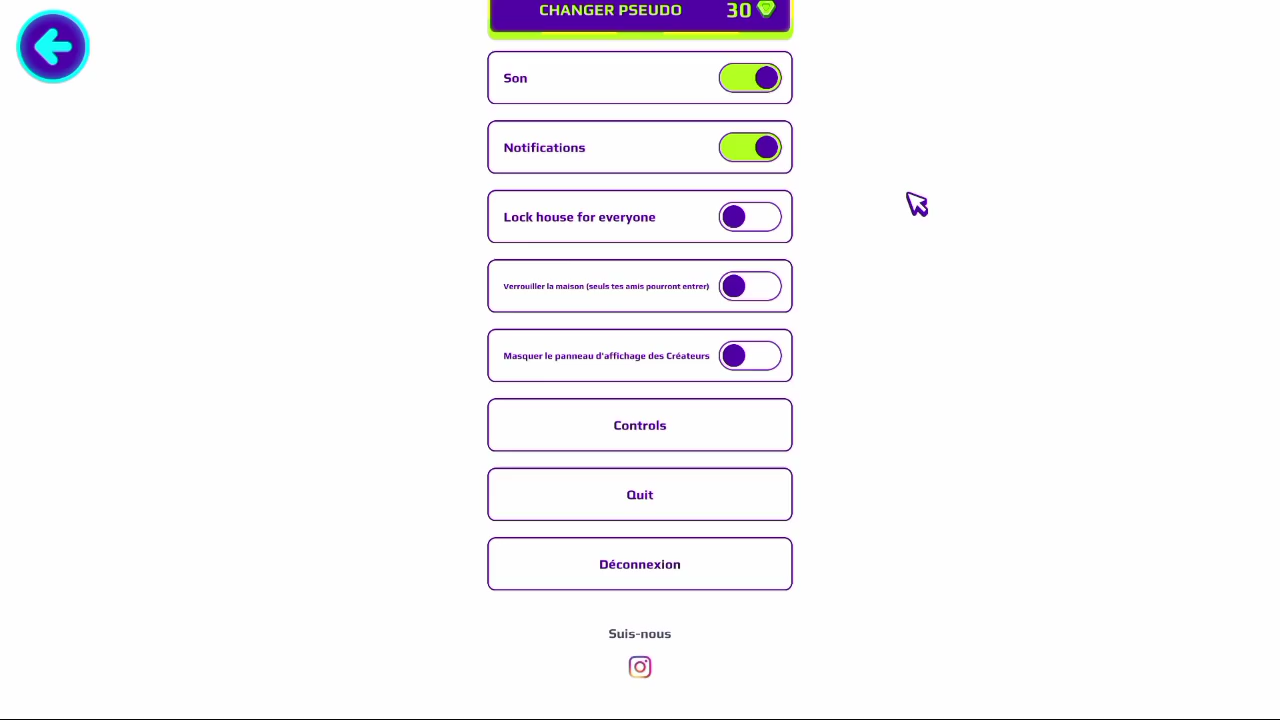 CHANGER PSEUDO 30
Son
Notifications
Lock house for everyone
Verrouiller la maison (seuls tes amis pourront entrer)
Masquer le panneau d'affichage des Créateurs
Controls
Quit
Déconnexion
Suis-nous